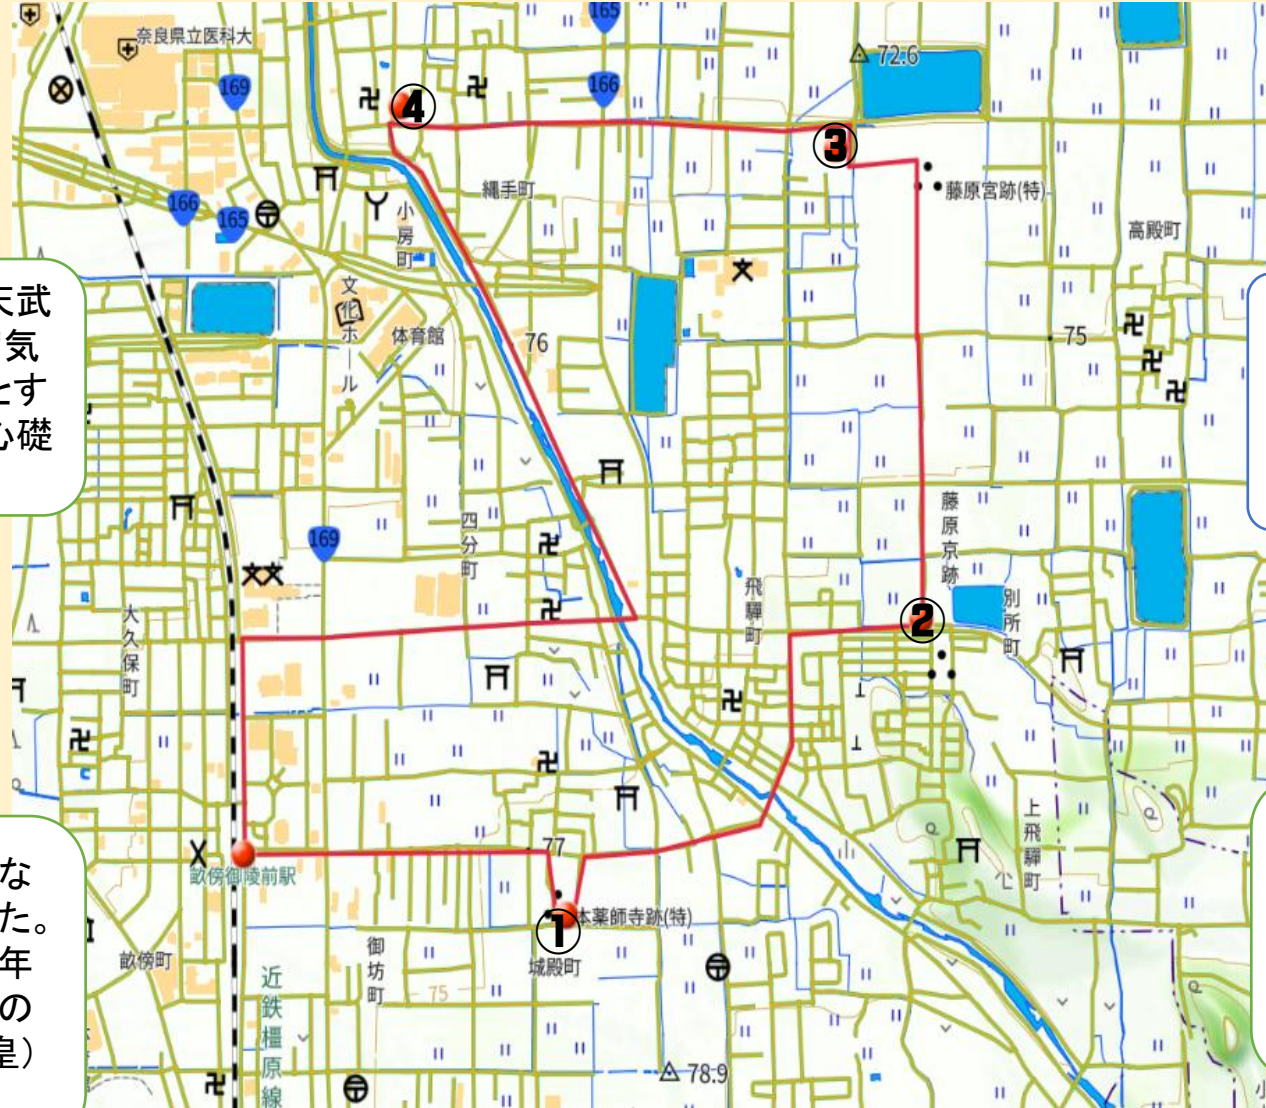 165
奈良県立医科大
72.6
169
166
④
③
縄手町
藤原宮跡(特)
166
165
小房町
高殿町
天武
気
とす
心礎
文化ホール
体育館
76
75
169
四分町
藤原京跡
飛騨町
別所町
大久保町
②
上飛騨町
77
畝傍御陵前駅
本薬師寺跡(特)
①
城殿町
な
た。
年
の
皇）
畝傍町
御坊町
近鉄橿原線
75
山
78.9
小